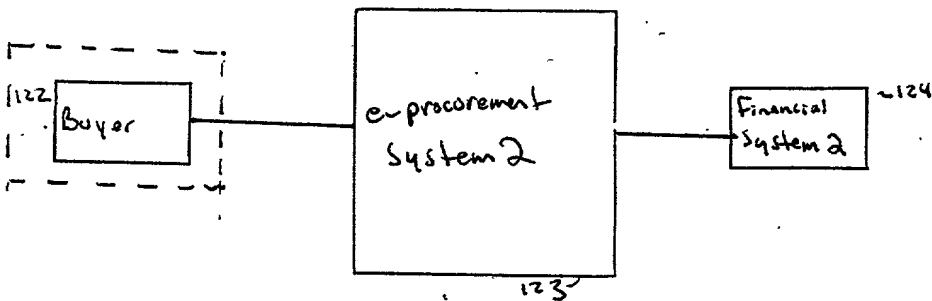 122
Buyer
e-procurement
System 2
Financial
System 2
~124
123